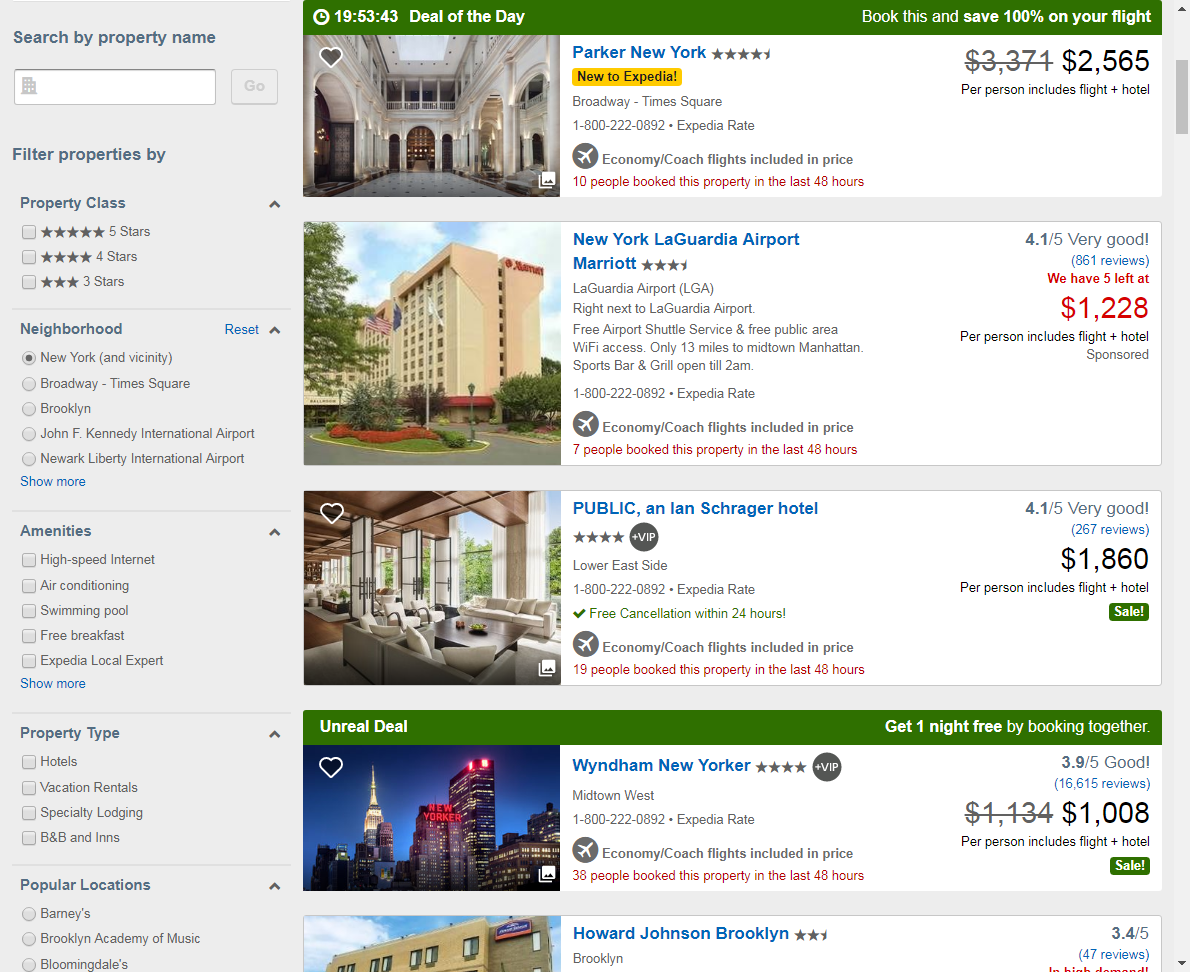 Search by property name
Go
Filter properties by
Property Class
5 Stars
4 Stars
3 Stars
Neighborhood Reset
New York (and vicinity)
Broadway - Times Square
Brooklyn
John F. Kennedy International Airport
Newark Liberty International Airport
Show more
Amenities
High-speed Internet
Air conditioning
Swimming pool
Free breakfast
Expedia Local Expert
Show more
Property Type
Hotels
Vacation Rentals
Specialty Lodging
B&B and Inns
Popular Locations
Barney's
Brooklyn Academy of Music
Bloomingdale's
19:53:43 Deal of the Day Book this and save 100% on your flight
Parker New York
New to Expedia!
Broadway - Times Square
1-800-222-0892 • Expedia Rate
Economy/Coach flights included in price
10 people booked this property in the last 48 hours
$3,371 $2,565
Per person includes flight + hotel
Marriott
New York LaGuardia Airport
Marriott
LaGuardia Airport (LGA)
Right next to LaGuardia Airport.
Free Airport Shuttle Service & free public area
WiFi access. Only 13 miles to midtown Manhattan.
Sports Bar & Grill open till 2am.
1-800-222-0892 • Expedia Rate
Economy/Coach flights included in price
7 people booked this property in the last 48 hours
4.1/5 Very good!
(861 reviews)
We have 5 left at
$1,228
Per person includes flight + hotel
Sponsored
PUBLIC, an Ian Schrager hotel
+VIP
Lower East Side
1-800-222-0892 • Expedia Rate
Free Cancellation within 24 hours!
Economy/Coach flights included in price
19 people booked this property in the last 48 hours
4.1/5 Very good!
(267 reviews)
$1,860
Per person includes flight + hotel
Sale!
Unreal Deal Get 1 night free by booking together.
NEW
YORKER
Wyndham New Yorker +VIP
Midtown West
1-800-222-0892 • Expedia Rate
Economy/Coach flights included in price
38 people booked this property in the last 48 hours
3.9/5 Good!
(16,615 reviews)
$1,134 $1,008
Per person includes flight + hotel
Sale!
Howard Johnson Brooklyn
Brooklyn
3.4/5
(47 reviews)
In high demand!